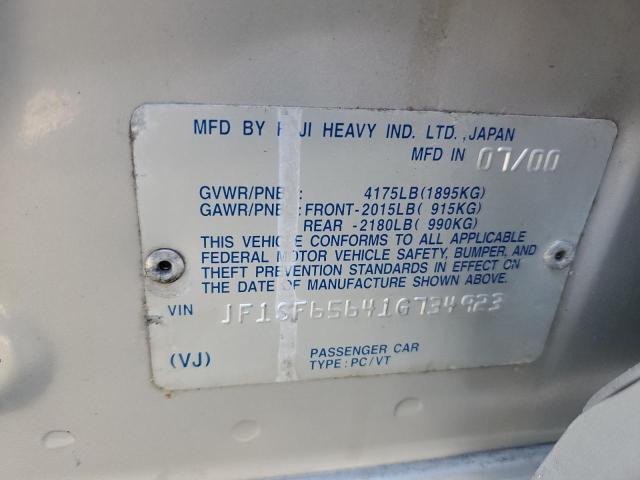 MFD BY FUJI HEAVY IND. LTD., JAPAN
MFD IN 07/00
GVWR/PNBV: 4175LB(1895KG)
GAWR/PNBE: FRONT-2015LB( 915KG)
REAR -2180LB( 990KG)
THIS VEHICLE CONFORMS TO ALL APPLICABLE
FEDERAL MOTOR VEHICLE SAFETY, BUMPER, AND
THEFT PREVENTION STANDARDS IN EFFECT ON
THE DATE OF MANUFACTURE SHOWN ABOVE.
VIN JF1SF65641G734923
(VJ) PASSENGER CAR
TYPE: PC/VT